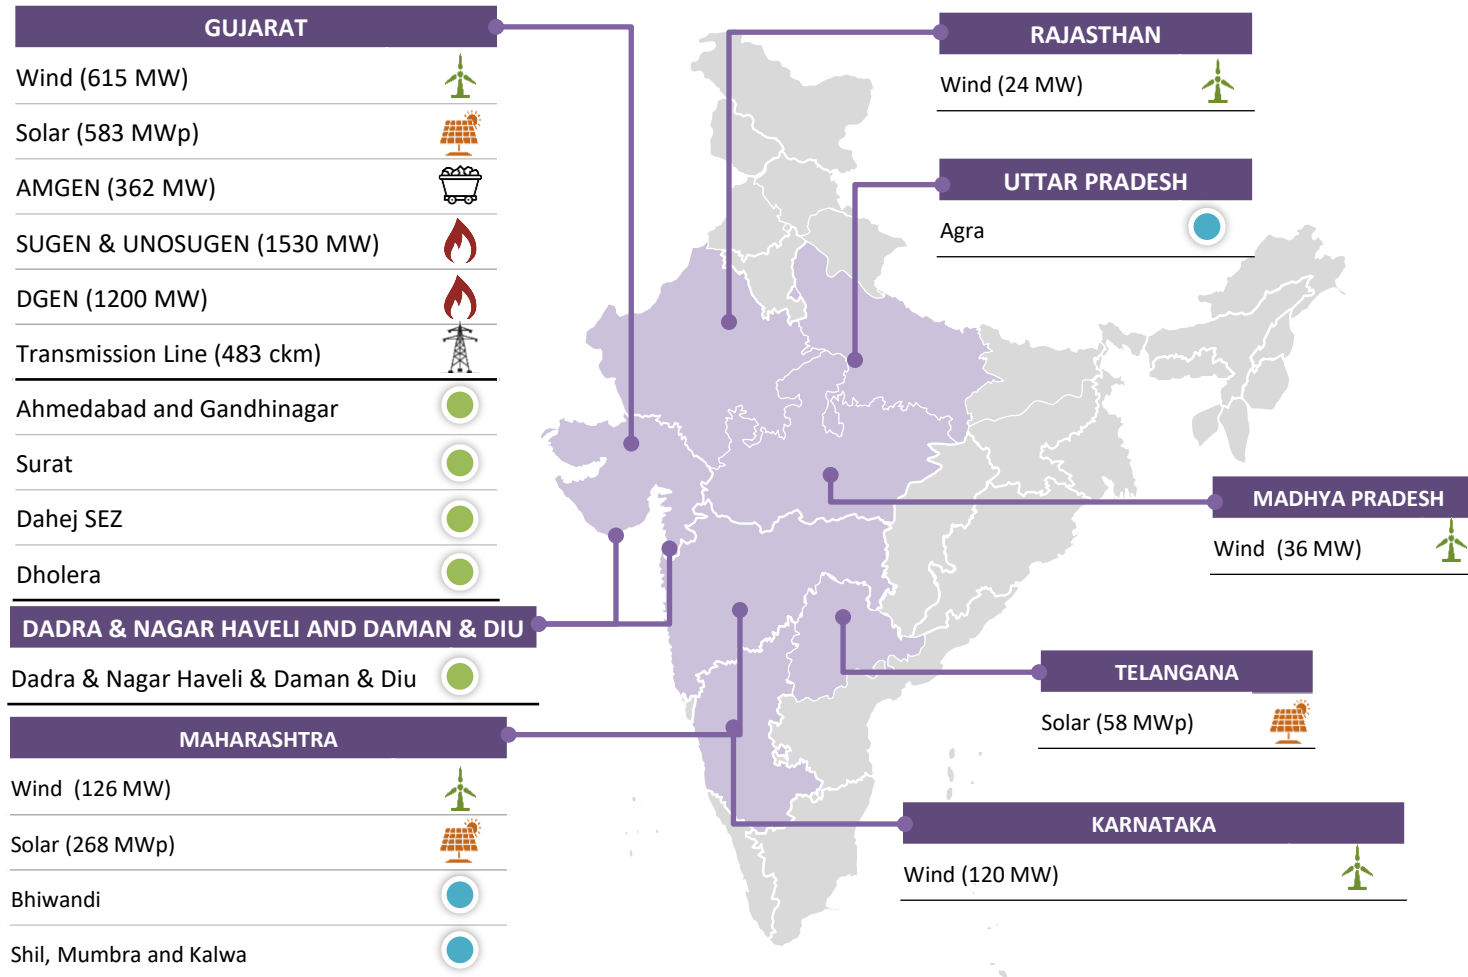 GUJARAT
Wind (615 MW)
Solar (583 MWp)
AMGEN (362 MW)
SUGEN & UNOSUGEN (1530 MW)
DGEN (1200 MW)
Transmission Line (483 ckm)
Ahmedabad and Gandhinagar
Surat
Dahej SEZ
Dholera
DADRA & NAGAR HAVELI AND DAMAN & DIU
Dadra & Nagar Haveli & Daman & Diu
MAHARASHTRA
Wind  (126 MW)
Solar (268 MWp)
Bhiwandi
Shil, Mumbra and Kalwa
RAJASTHAN
Wind (24 MW)
UTTAR PRADESH
Agra
MADHYA PRADESH
Wind  (36 MW)
TELANGANA
Solar (58 MWp)
KARNATAKA
Wind (120 MW)